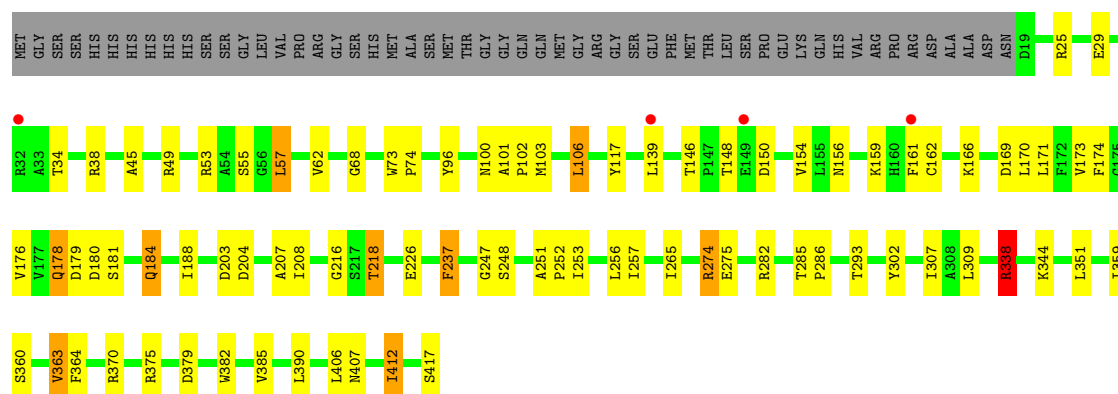 MET GLY SER SER HIS HIS HIS HIS HIS HIS SER SER GLY LEU VAL PRO ARG GLY SER HIS MET ALA SER MET THR GLY GLY GLN GLN MET GLY ARG GLY SER GLU PHE MET THR LEU SER PRO GLU LYS GLN HIS VAL ARG PRO ARG ASP ALA ALA ASP ASN D19 R25 E29
R32 A33 T34 R38 A45 R49 R53 A54 S55 G56 L57 V62 G68 W73 P74 Y96 N100 A101 P102 M103 L106 Y117 L139 T146 P147 T148 E149 D150 V154 L155 N156 K159 H160 F161 C162 K166 D169 L170 L171 F172 V173 F174 G175
V176 V177 Q178 D179 D180 S181 Q184 I188 D203 D204 A207 I208 G216 S217 T218 E226 F237 G247 S248 A251 P252 I253 L256 I257 I265 R274 E275 R282 T285 P286 T293 Y302 I307 A308 L309 R338 K344 L351 I359
S360 V363 F364 R370 R375 D379 W382 V385 L390 L406 N407 I412 S417